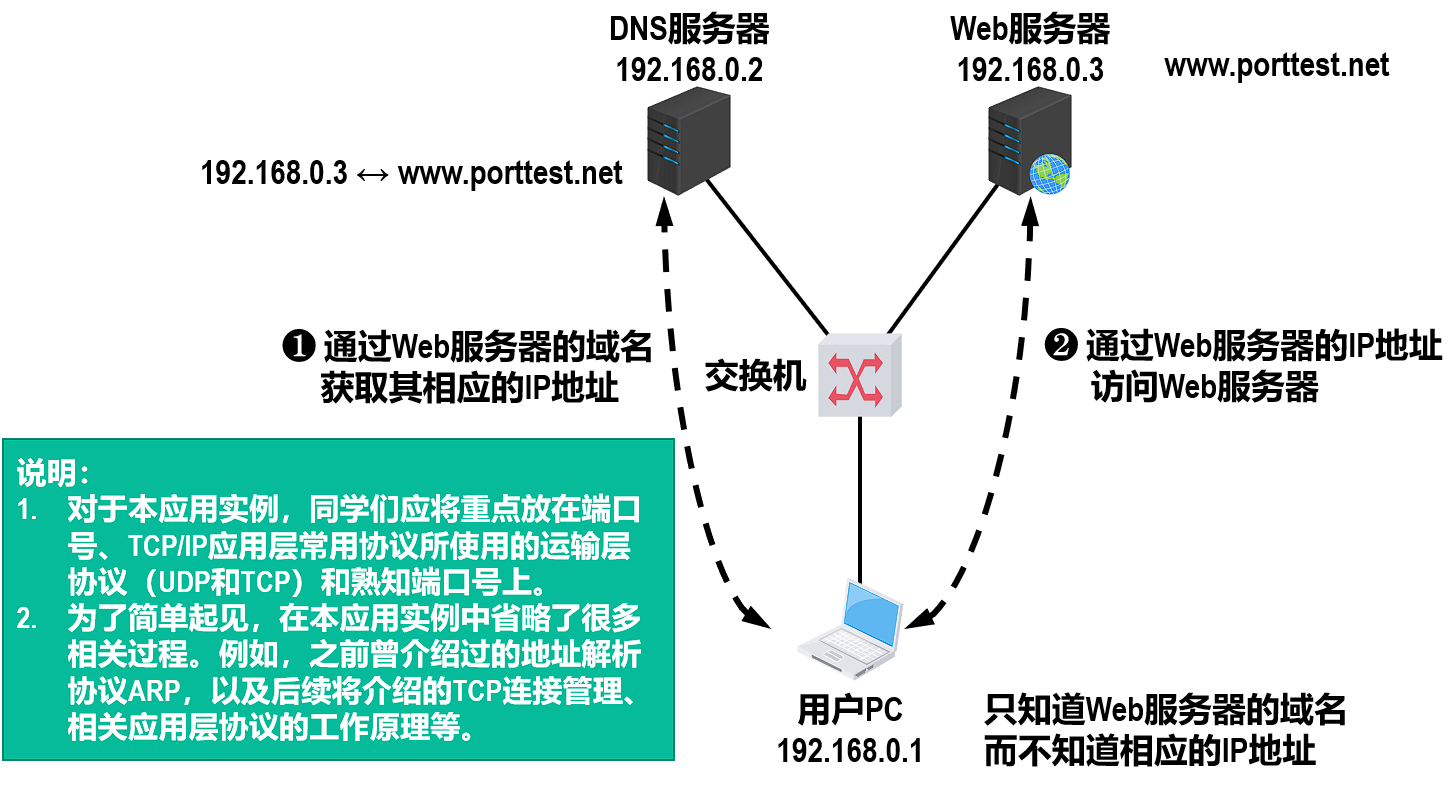 DNS服务器
192.168.0.2
Web服务器
192.168.0.3
www.porttest.net
192.168.0.3 ↔ www.porttest.net
❶ 通过Web服务器的域名
获取其相应的IP地址
交换机
❷ 通过Web服务器的IP地址
访问Web服务器
说明：
1. 对于本应用实例，同学们应将重点放在端口
号、TCP/IP应用层常用协议所使用的运输层
协议（UDP和TCP）和熟知端口号上。
2. 为了简单起见，在本应用实例中省略了很多
相关过程。例如，之前曾介绍过的地址解析
协议ARP，以及后续将介绍的TCP连接管理、
相关应用层协议的工作原理等。
用户PC
192.168.0.1
只知道Web服务器的域名
而不知道相应的IP地址